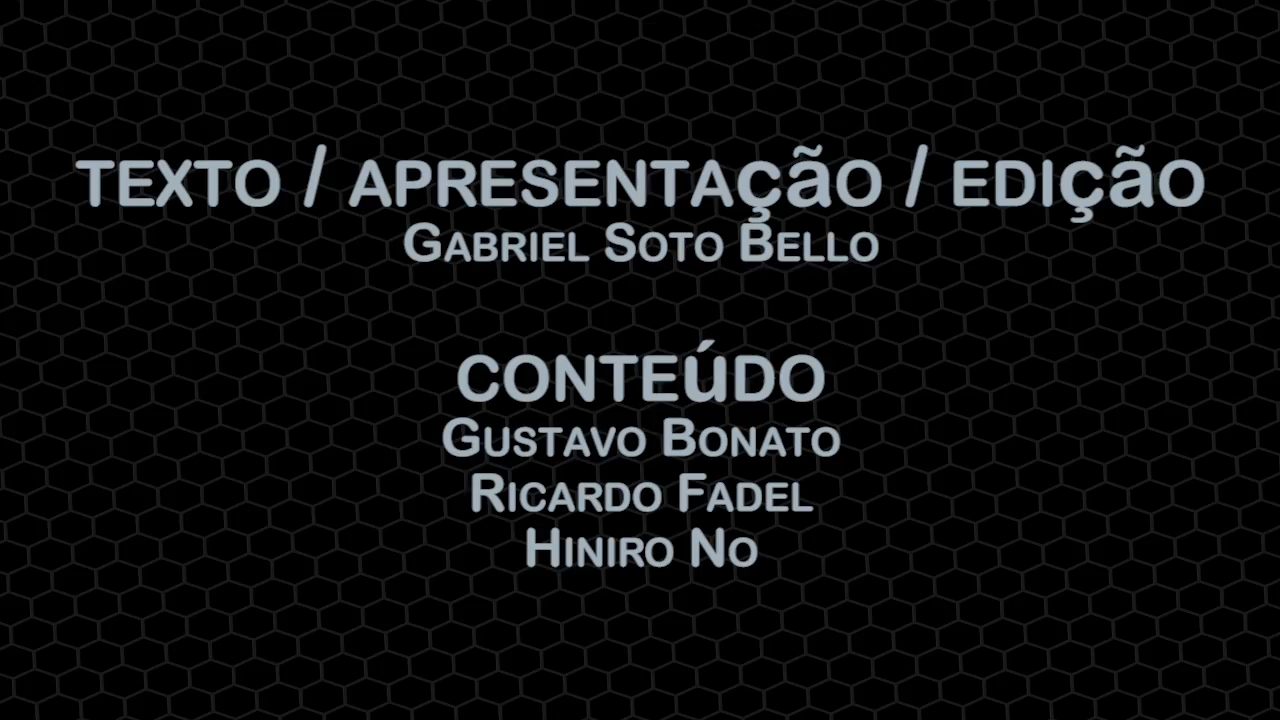 TEXTO / APRESENTAÇÃO / EDIÇÃO
GABRIEL SOTO BELLO
CONTEÚDO
GUSTAVO BONATO
RICARDO FADEL
HINIRO NO